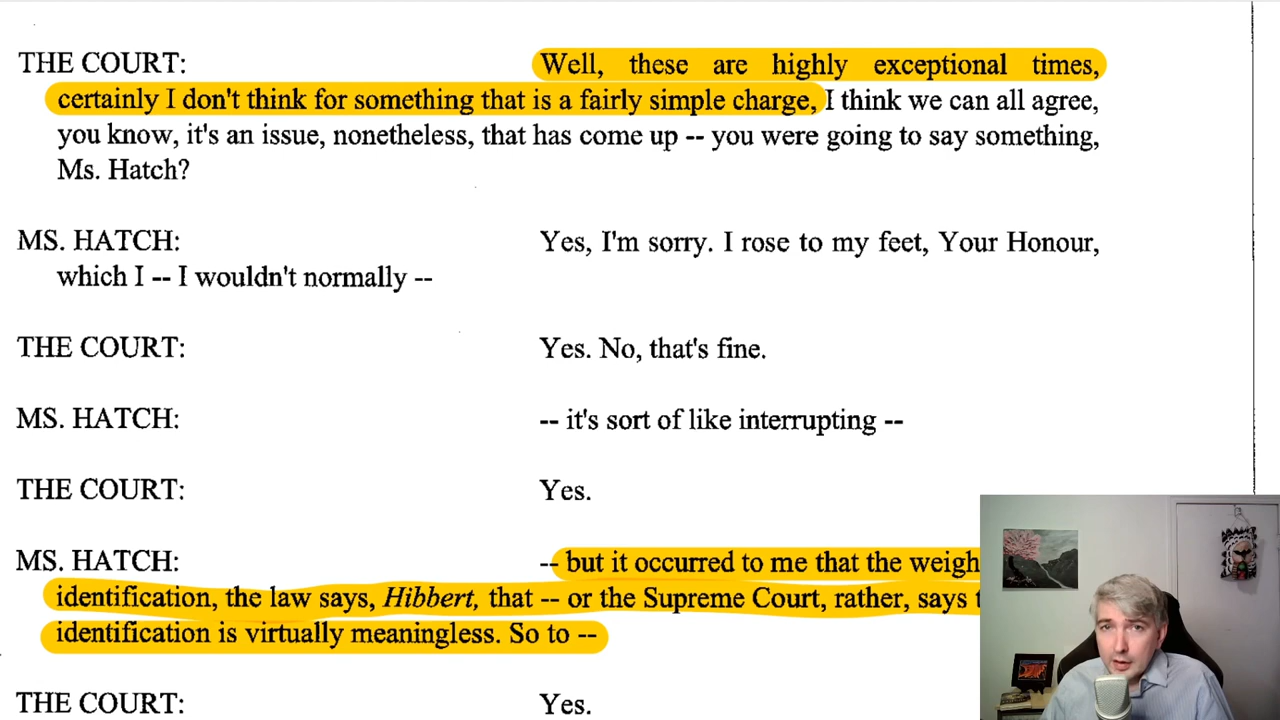 THE COURT: Well, these are highly exceptional times,
certainly I don't think for something that is a fairly simple charge, I think we can all agree,
you know, it's an issue, nonetheless, that has come up -- you were going to say something,
Ms. Hatch?
MS. HATCH: Yes, I'm sorry. I rose to my feet, Your Honour,
which I -- I wouldn't normally --
THE COURT: Yes. No, that's fine.
MS. HATCH: -- it's sort of like interrupting --
THE COURT: Yes.
MS. HATCH: -- but it occurred to me that the
identification, the law says, Hibbert, that -- or the Supreme Court, rather, says
identification is virtually meaningless. So to --
THE COURT: Yes.